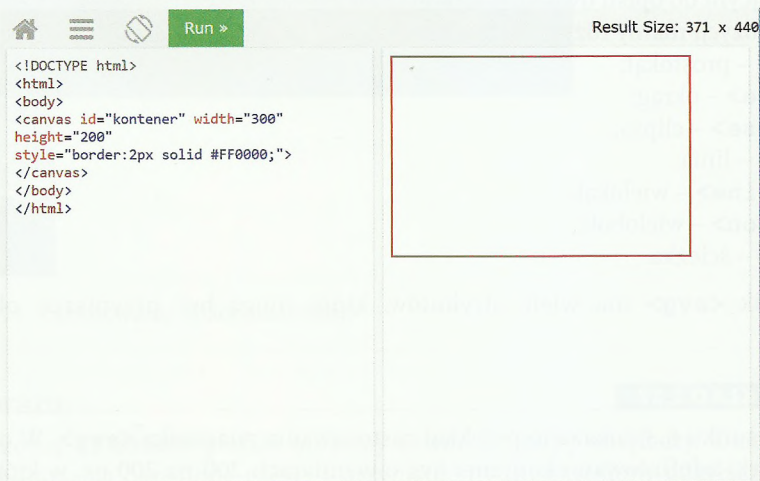 Run »
Result Size: 371 x 440
<!DOCTYPE html>
<html>
<body>
<canvas id="kontener" width="300"
height="200"
style="border:2px solid #FF0000;">
</canvas>
</body>
</html>